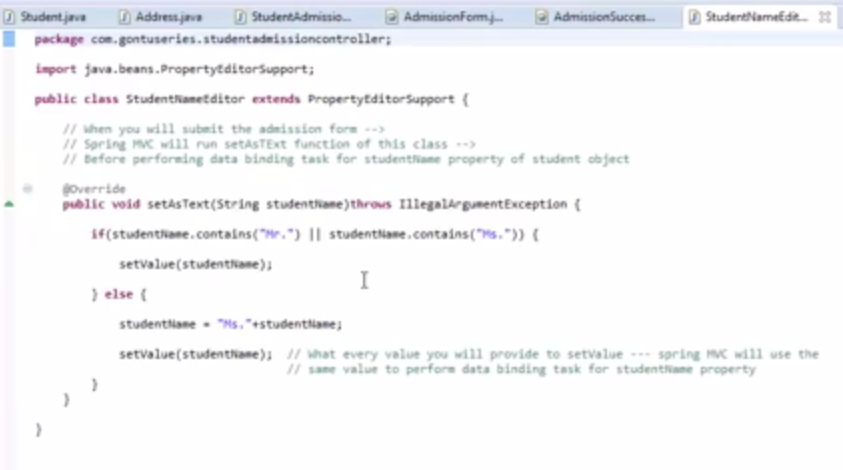 Student.java Address.java StudentAdmissio... AdmissionForm.j... AdmissionSucces... StudentNameEdit...
package com.gontuseries.studentadmissioncontroller;
import java.beans.PropertyEditorSupport;
public class StudentNameEditor extends PropertyEditorSupport {
// When you will submit the admission form -->
// Spring MVC will run setAsTExt function of this class -->
// Before performing data binding task for studentName property of student object
@Override
public void setAsText(String studentName)throws IllegalArgumentException {
if(studentName.contains("Mr.") || studentName.contains("Ms.")) {
setValue(studentName);
} else {
studentName = "Ms."+studentName;
setValue(studentName); // What every value you will provide to setValue --- spring MVC will use the
// same value to perform data binding task for studentName property
}
}
}